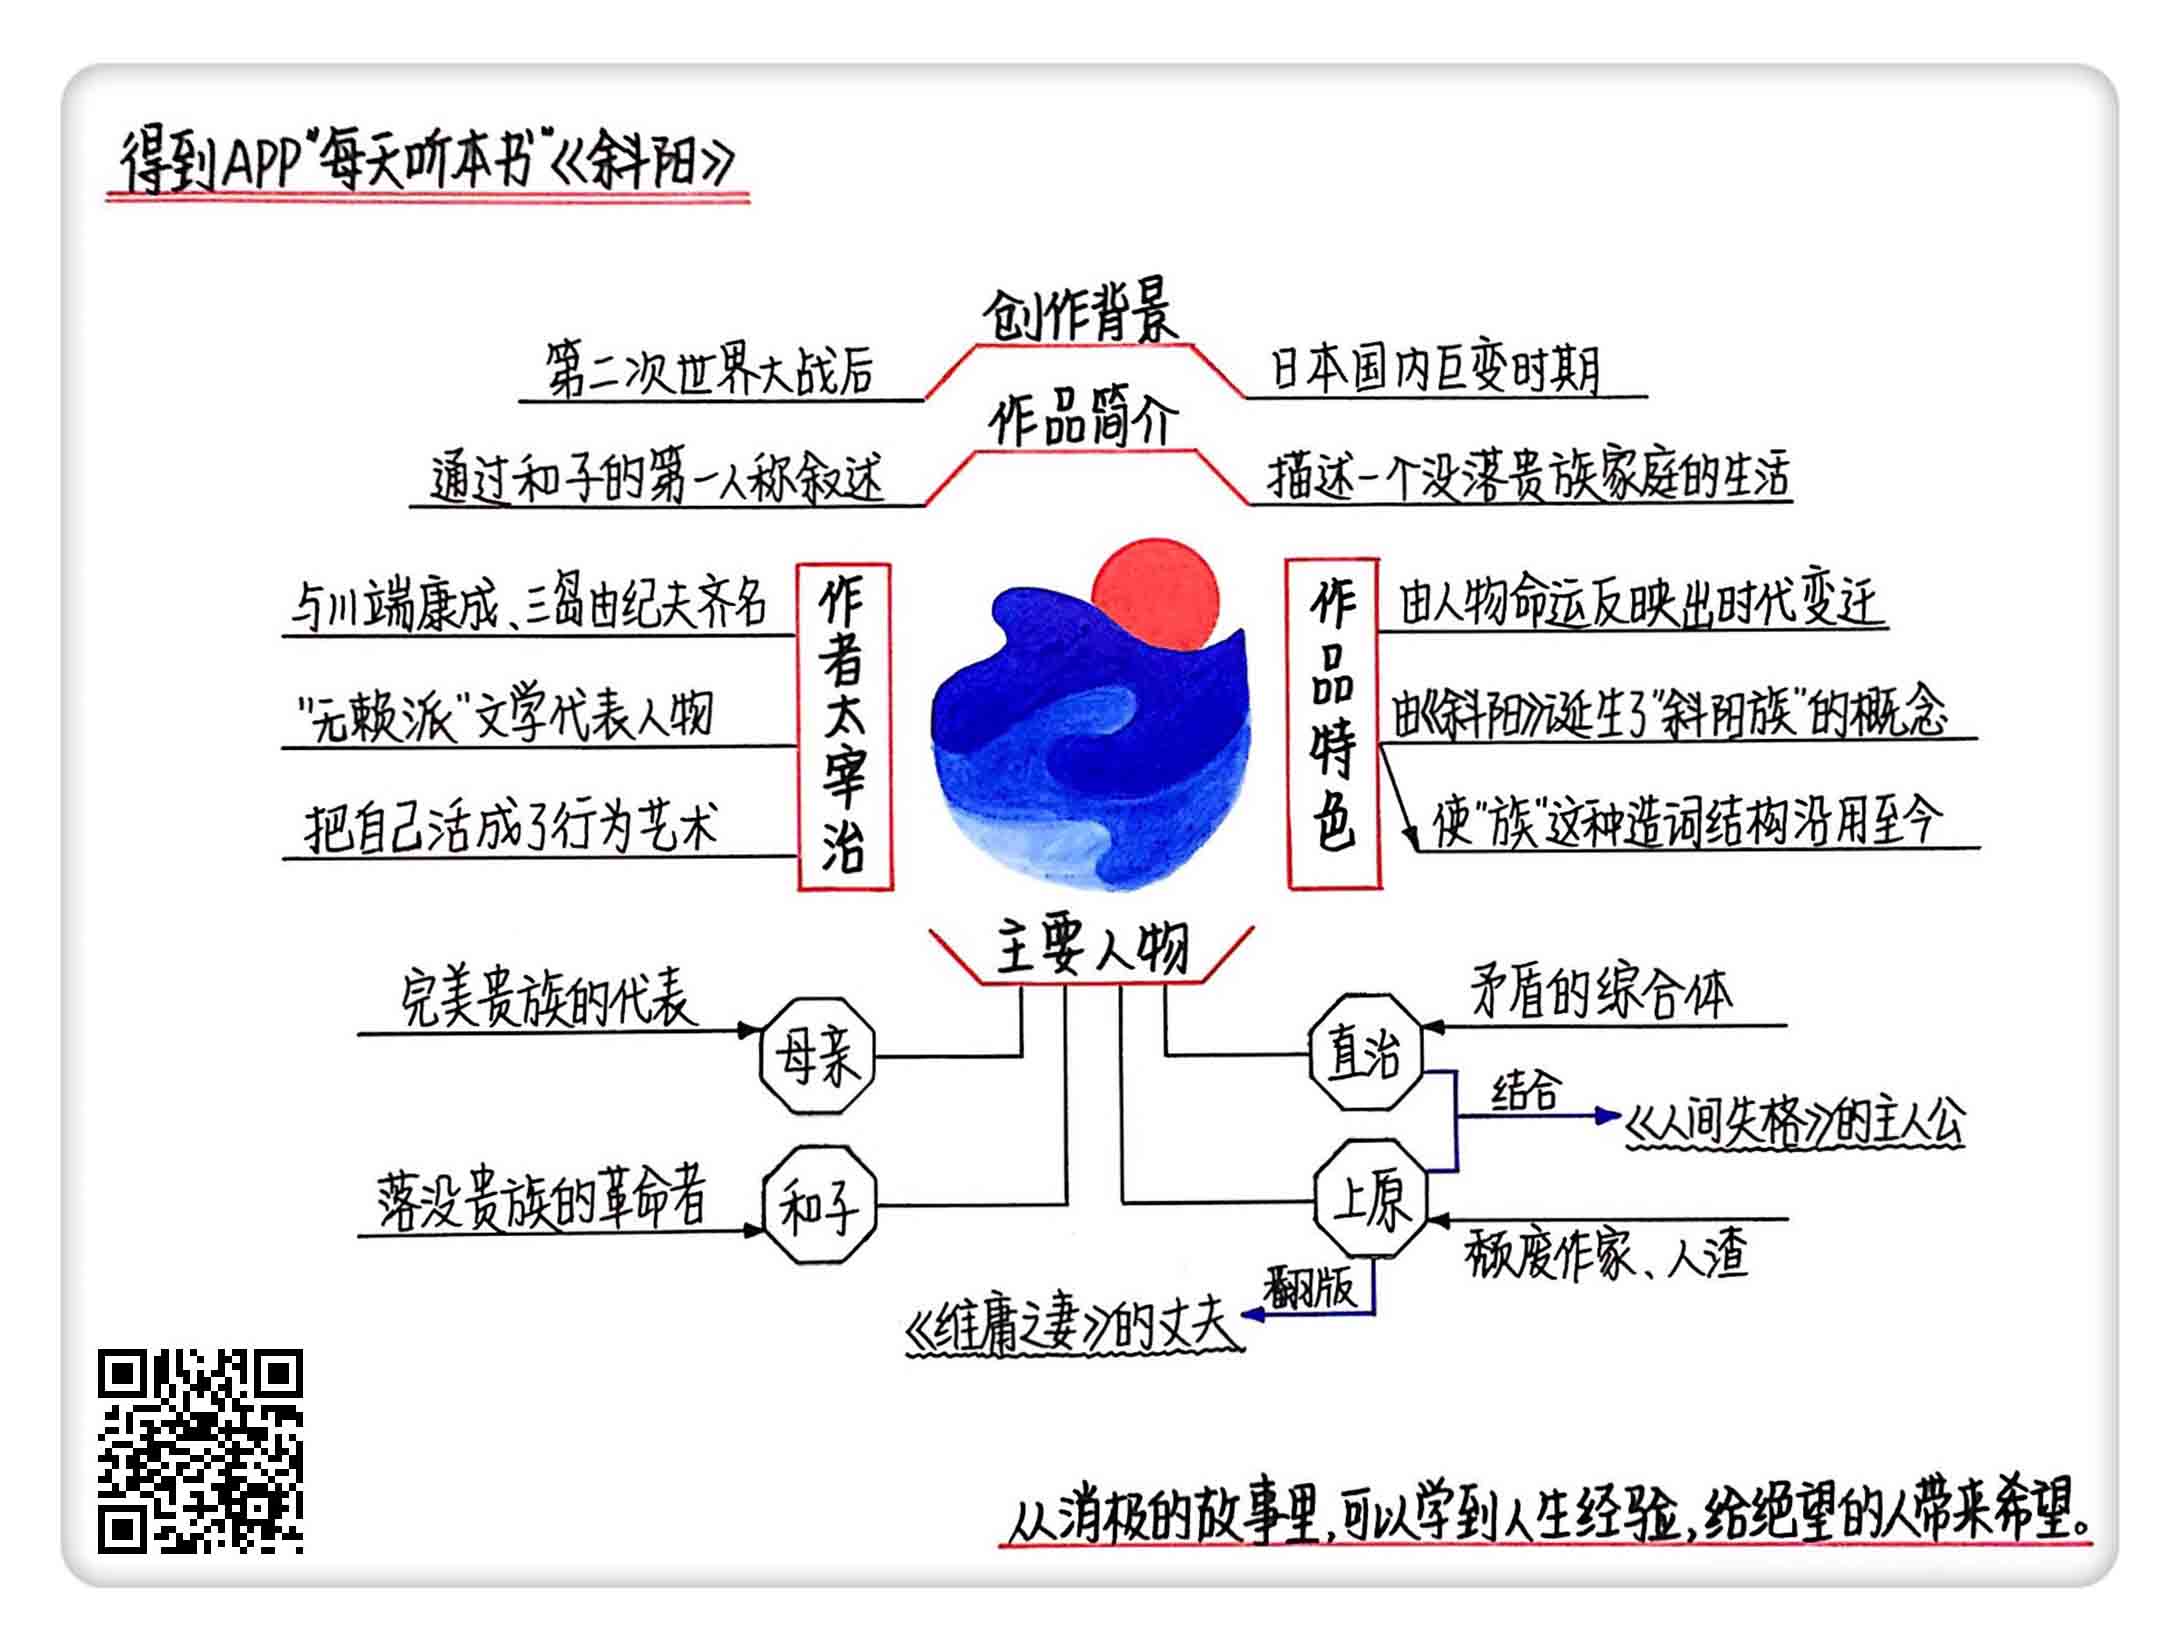 得到APP“每天听本书”《斜阳》
创作背景
第二次世界大战后
日本国内巨变时期
作品简介
通过和子的第一人称叙述
描述一个没落贵族家庭的生活
作者太宰治
与川端康成、三岛由纪夫齐名
“无赖派”文学代表人物
把自己活成了行为艺术
作品特色
由人物命运反映出时代变迁
由《斜阳》诞生了“斜阳族”的概念
使“族”这种造词结构沿用至今
主要人物
完美贵族的代表
母亲
落没贵族的革命者
和子
矛盾的综合体
直治
结合
《人间失格》的主人公
上原
颓废作家、人渣
翻版
《维庸之妻》的丈夫
从消极的故事里,可以学到人生经验,给绝望的人带来希望。